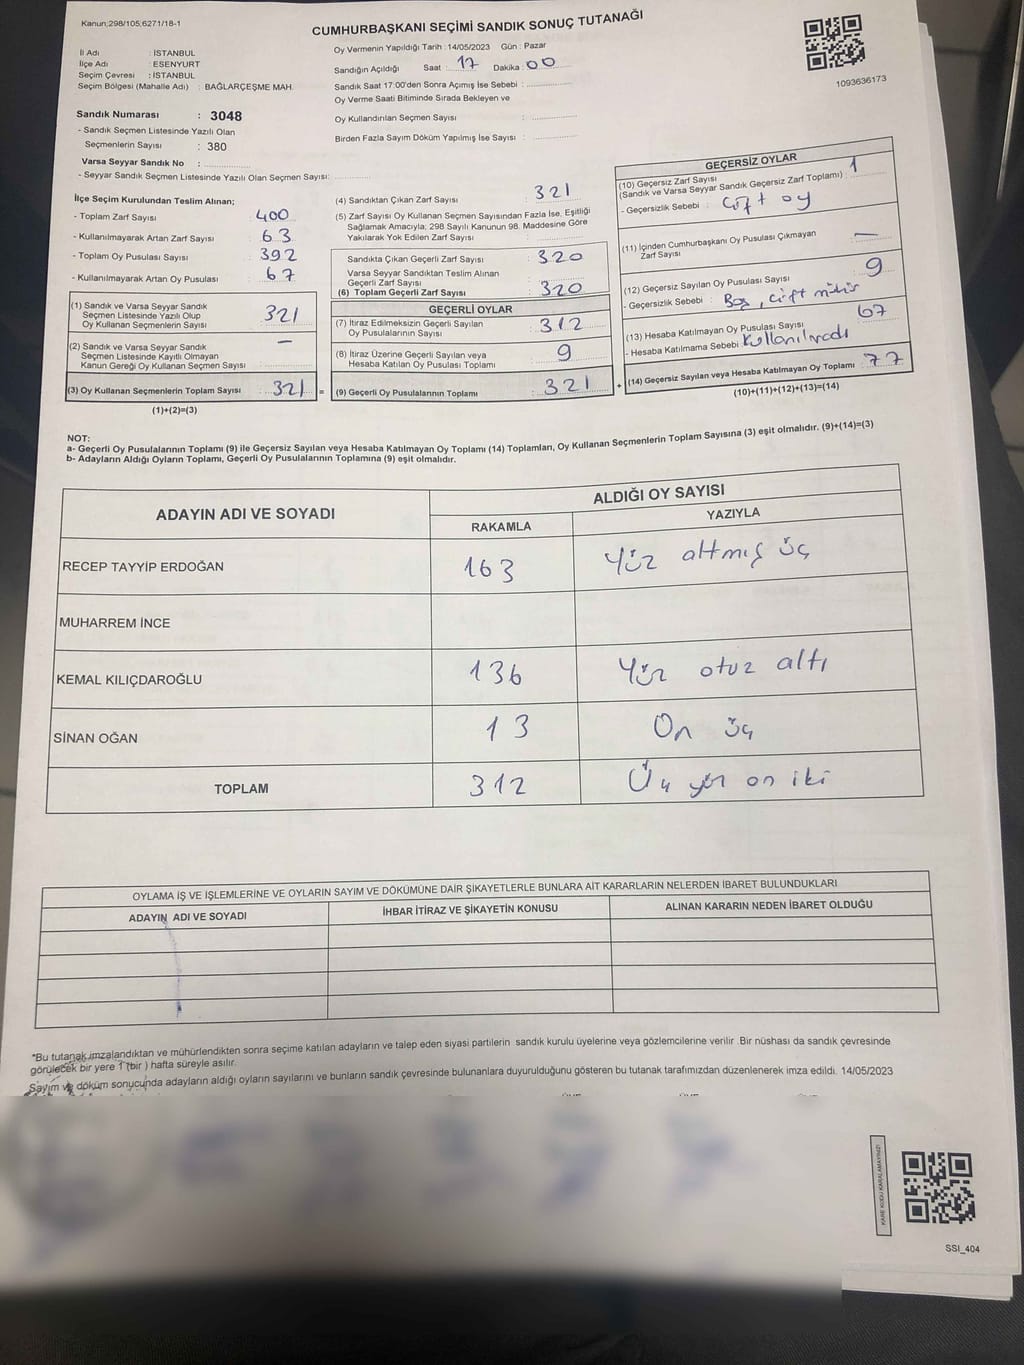 Kanun:298/105;6271/18-1
CUMHURBAŞKANI SEÇİMİ SANDIK SONUÇ TUTANAĞI
1093636173
İl Adı : İSTANBUL
İlçe Adı : ESENYURT
Seçim Çevresi : İSTANBUL
Seçim Bölgesi (Mahalle Adı) : BAĞLARÇEŞME MAH.
Oy Vermenin Yapıldığı Tarih : 14/05/2023 Gün : Pazar
Sandığın Açıldığı Saat : 17 Dakika : 00
Sandık Saat 17:00'den Sonra Açımış İse Sebebi :
Oy Verme Saati Bitiminde Sırada Bekleyen ve
Oy Kullandırılan Seçmen Sayısı :
Birden Fazla Sayım Döküm Yapılmış İse Sayısı :
Sandık Numarası : 3048
- Sandık Seçmen Listesinde Yazılı Olan
Seçmenlerin Sayısı : 380
Varsa Seyyar Sandık No :
- Seyyar Sandık Seçmen Listesinde Yazılı Olan Seçmen Sayısı:
İlçe Seçim Kurulundan Teslim Alınan;
- Toplam Zarf Sayısı : 400
- Kullanılmayarak Artan Zarf Sayısı : 63
- Toplam Oy Pusulası Sayısı : 392
- Kullanılmayarak Artan Oy Pusulası : 67
(1) Sandık ve Varsa Seyyar Sandık
Seçmen Listesinde Yazılı Olup
Oy Kullanan Seçmenlerin Sayısı : 321
(2) Sandık ve Varsa Seyyar Sandık
Seçmen Listesinde Kayıtlı Olmayan
Kanun Gereği Oy Kullanan Seçmen Sayısı : —
(3) Oy Kullanan Seçmenlerin Toplam Sayısı : 321 =
(1)+(2)=(3)
(4) Sandıktan Çıkan Zarf Sayısı : 321
(5) Zarf Sayısı Oy Kullanan Seçmen Sayısından Fazla İse, Eşitliği
Sağlamak Amacıyla; 298 Sayılı Kanunun 98. Maddesine Göre
Yakılarak Yok Edilen Zarf Sayısı :
Sandıkta Çıkan Geçerli Zarf Sayısı : 320
Varsa Seyyar Sandıktan Teslim Alınan
Geçerli Zarf Sayısı :
(6) Toplam Geçerli Zarf Sayısı : 320
GEÇERLİ OYLAR
(7) İtiraz Edilmeksizin Geçerli Sayılan
Oy Pusulalarının Sayısı : 312
(8) İtiraz Üzerine Geçerli Sayılan veya
Hesaba Katılan Oy Pusulası Toplamı : 9
(9) Geçerli Oy Pusulalarının Toplamı : 321 +
GEÇERSİZ OYLAR
(10) Geçersiz Zarf Sayısı
(Sandık ve Varsa Seyyar Sandık Geçersiz Zarf Toplamı) : 1
- Geçersizlik Sebebi : Çift oy
(11) İçinden Cumhurbaşkanı Oy Pusulası Çıkmayan
Zarf Sayısı : —
(12) Geçersiz Sayılan Oy Pusulası Sayısı : 9
- Geçersizlik Sebebi : Boş, çift mühür
(13) Hesaba Katılmayan Oy Pusulası Sayısı : 67
- Hesaba Katılmama Sebebi : Kullanılmadı
(14) Geçersiz Sayılan veya Hesaba Katılmayan Oy Toplamı : 77
(10)+(11)+(12)+(13)=(14)
NOT:
a- Geçerli Oy Pusulalarının Toplamı (9) ile Geçersiz Sayılan veya Hesaba Katılmayan Oy Toplamı (14) Toplamları, Oy Kullanan Seçmenlerin Toplam Sayısına (3) eşit olmalıdır. (9)+(14)=(3)
b- Adayların Aldığı Oyların Toplamı, Geçerli Oy Pusulalarının Toplamına (9) eşit olmalıdır.
ADAYIN ADI VE SOYADI ALDIĞI OY SAYISI
RAKAMLA YAZIYLA
RECEP TAYYİP ERDOĞAN 163 Yüz altmış üç
MUHARREM İNCE
KEMAL KILIÇDAROĞLU 136 Yüz otuz altı
SİNAN OĞAN 13 On üç
TOPLAM 312 Üç yüz on iki
OYLAMA İŞ VE İŞLEMLERİNE VE OYLARIN SAYIM VE DÖKÜMÜNE DAİR ŞİKAYETLERLE BUNLARA AİT KARARLARIN NELERDEN İBARET BULUNDUKLARI
ADAYIN ADI VE SOYADI İHBAR İTİRAZ VE ŞİKAYETİN KONUSU ALINAN KARARIN NEDEN İBARET OLDUĞU
*Bu tutanak imzalandıktan ve mühürlendikten sonra seçime katılan adayların ve talep eden siyasi partilerin sandık kurulu üyelerine veya gözlemcilerine verilir. Bir nüshası da sandık çevresinde
görülecek bir yere 1 (bir) hafta süreyle asılır.
Sayım ve döküm sonucunda adayların aldığı oyların sayılarını ve bunların sandık çevresinde bulunanlara duyurulduğunu gösteren bu tutanak tarafımızdan düzenlenerek imza edildi. 14/05/2023
KARE KODU KARALAMAYINIZ!
SSI_404